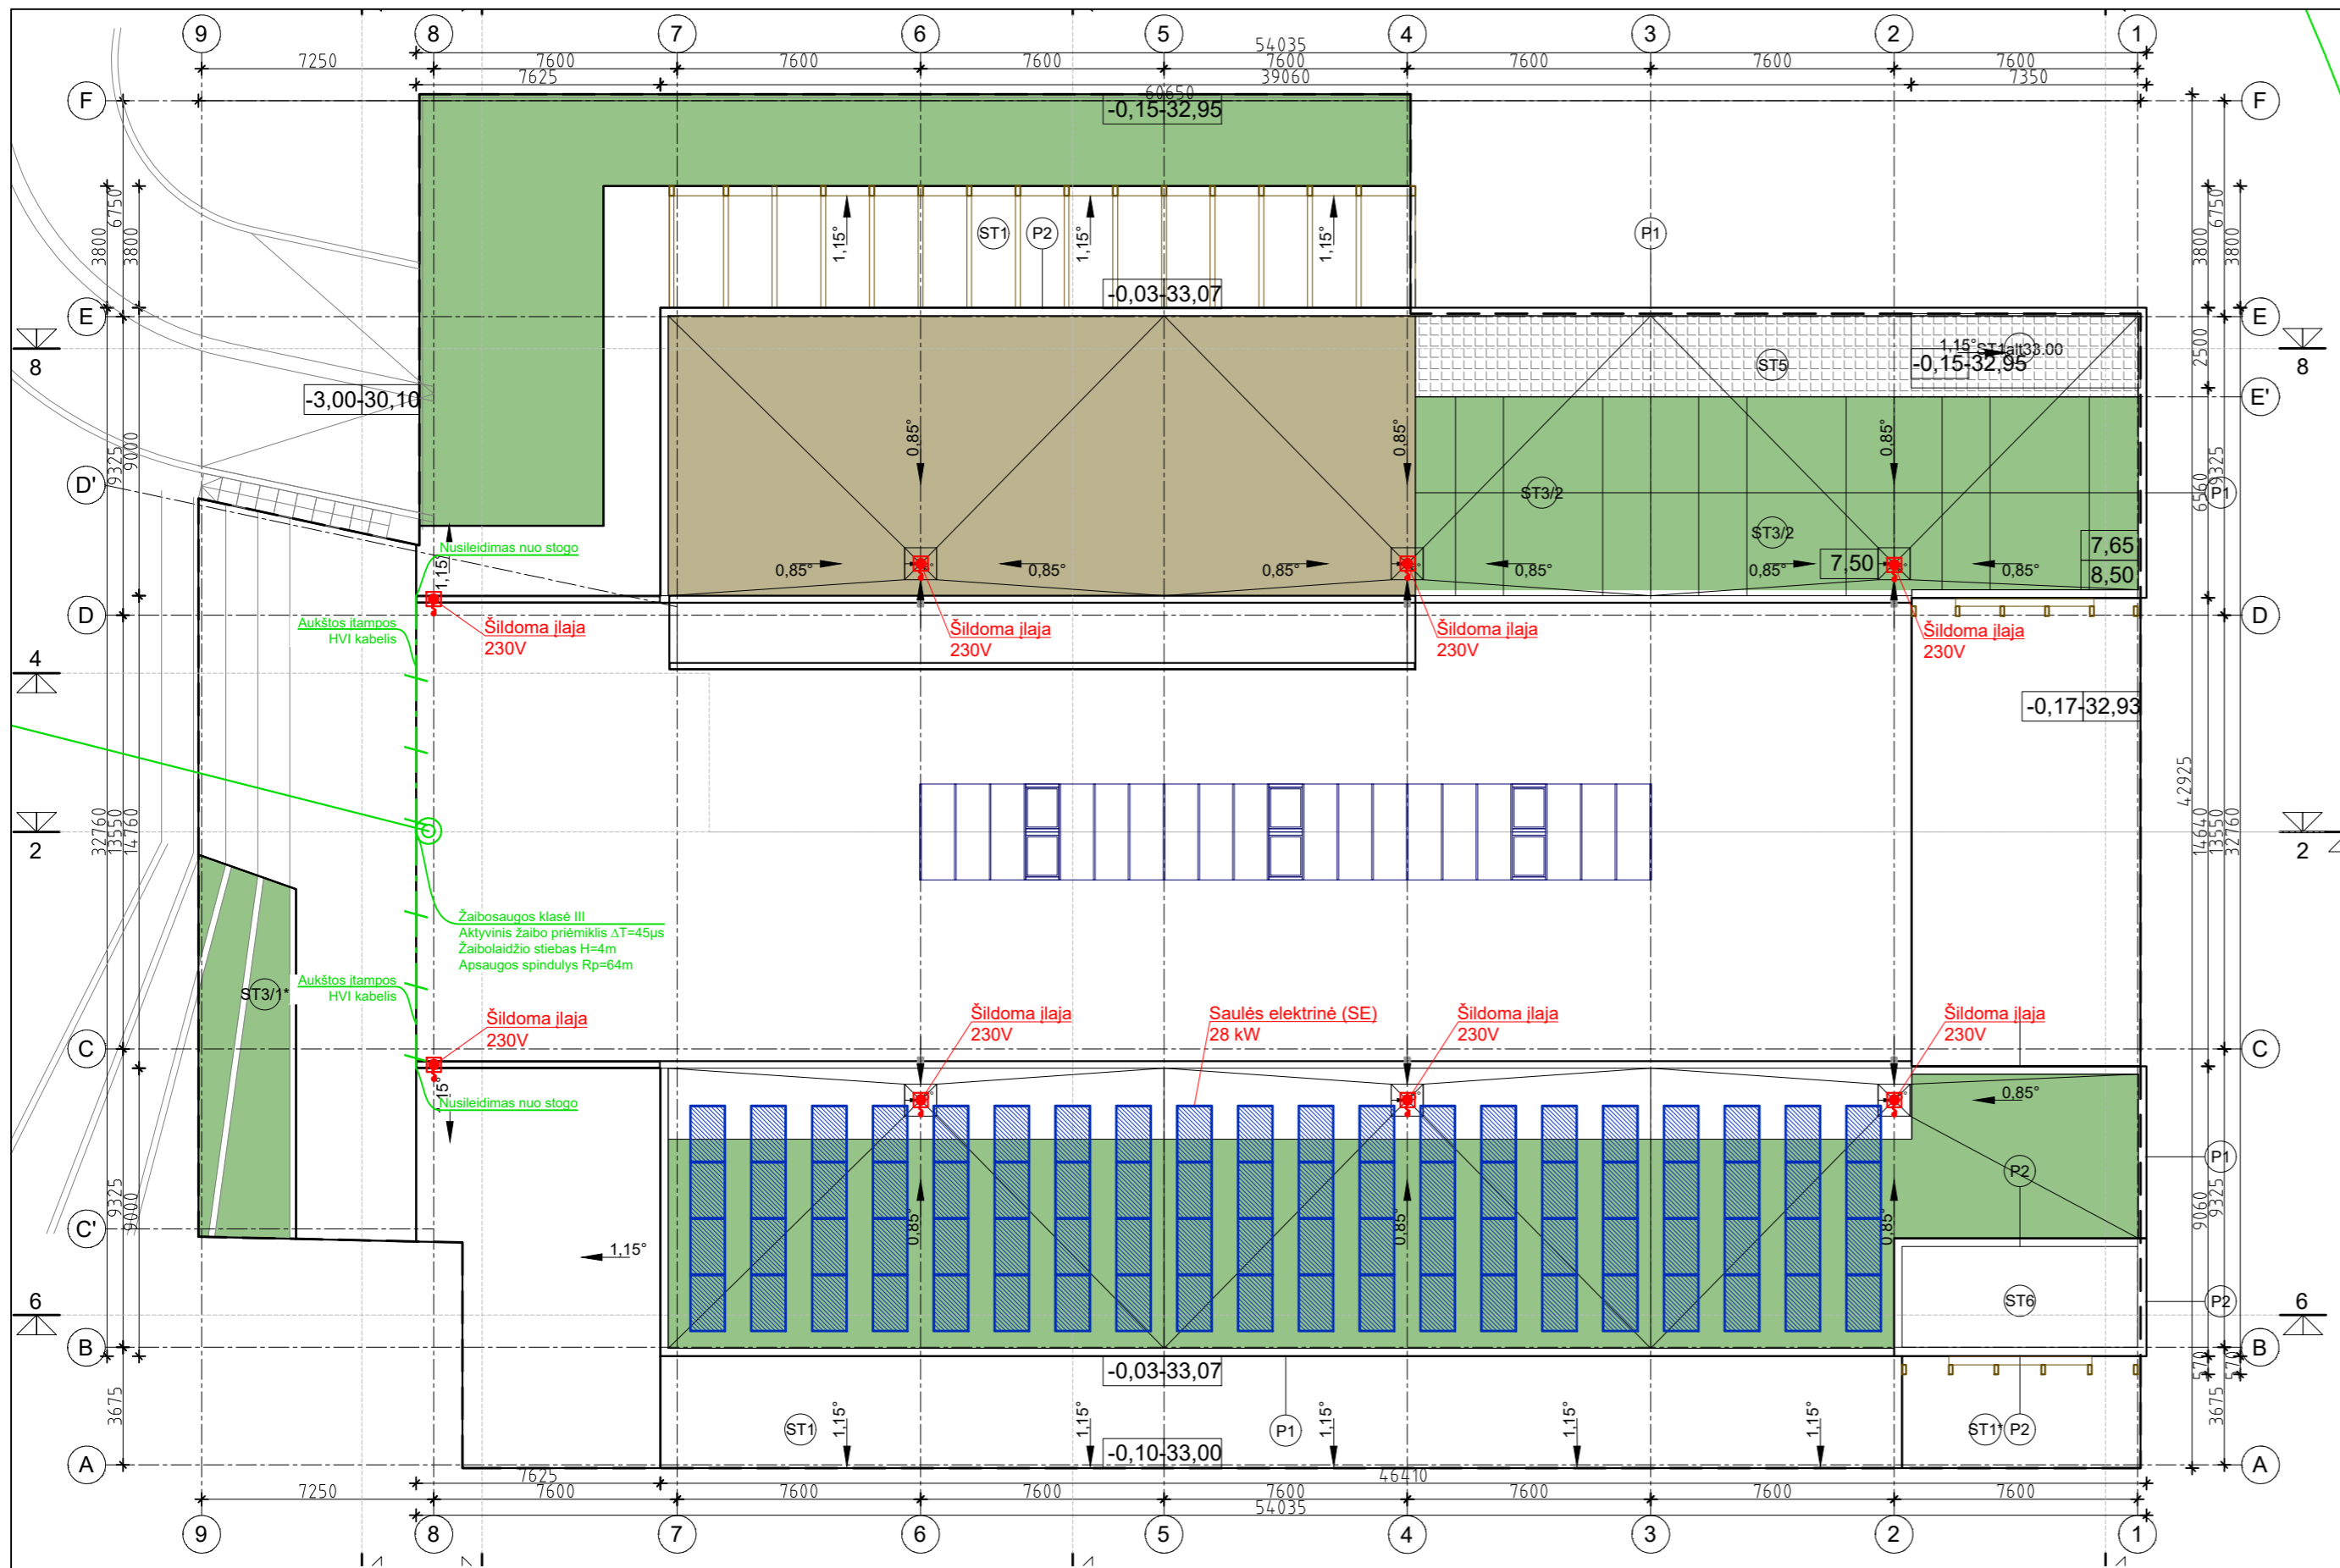 9 8 7 6 5 4 3 2 1
54035
7250 7600 7600 7600 7600 7600 7600 7600
7625 39060 7350
60650
F F
-0,15-32,95
6750 3800 3800
3800 6750 3800
1,15° 1,15° 1,15°
ST1 P2 P1
-0,03-33,07
E E
8 8
1,15° ST1alt33.00
-0,15-32,95
ST5
2500
E'
-3,00-30,10
0,85° 0,85° 0,85°
9325 9000
6560 9325
D'
ST3/2
P1
ST3/2
7,65
7,50
8,50
Nusileidimas nuo stogo
1,15°
0,85° 0,85° 0,85° 0,85° 0,85° 0,85°
D D
Aukštos įtampos
HVI kabelis
Šildoma įlaja
230V
Šildoma įlaja
230V
Šildoma įlaja
230V
Šildoma įlaja
230V
4
-0,17-32,93
42925
32760 13550 14760
14640 13550 32760
2 2
Žaibosaugos klasė III
Aktyvinis žaibo priėmiklis ΔT=45µs
Žaibolaidžio stiebas H=4m
Apsaugos spindulys Rp=64m
Aukštos įtampos
HVI kabelis
ST3/1*
Šildoma įlaja
230V
Šildoma įlaja
230V
Saulės elektrinė (SE)
28 kW
Šildoma įlaja
230V
Šildoma įlaja
230V
C C
Nusileidimas nuo stogo
1,15°
0,85°
P2
P1
9325 9000
9060 9325
C'
1,15°
0,85° 0,85° 0,85°
6 6
ST6
P2
B B
-0,03-33,07
570 570
3675 3675
ST1
1,15° 1,15° 1,15° 1,15° 1,15°
P1
ST1* P2
-0,10-33,00
A A
7625 46410
7250 7600 7600 7600 7600 7600 7600 7600
54035
9 8 7 6 5 4 3 2 1